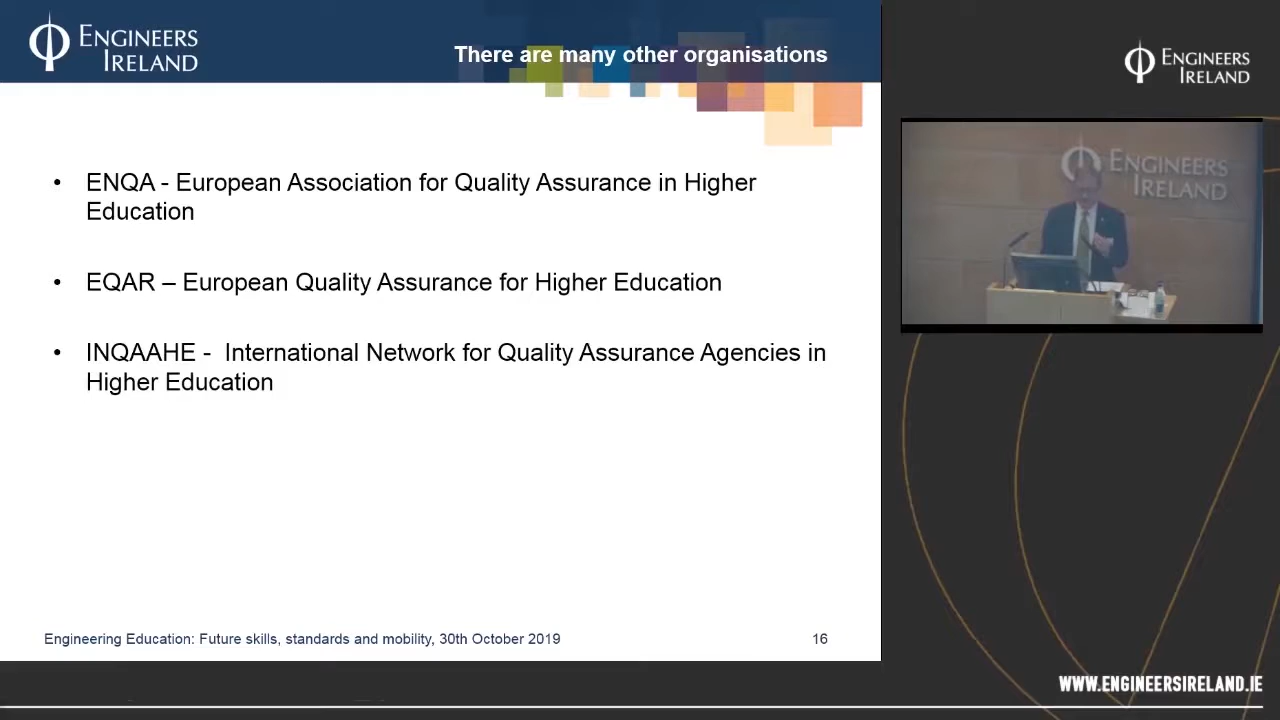 ENGINEERS
IRELAND
There are many other organisations
ENGINEERS
IRELAND
ENGINEERS
IRELAND
• ENQA - European Association for Quality Assurance in Higher
Education
• EQAR – European Quality Assurance for Higher Education
• INQAAHE -  International Network for Quality Assurance Agencies in
Higher Education
Engineering Education: Future skills, standards and mobility, 30th October 2019
16
WWW.ENGINEERSIRELAND.IE